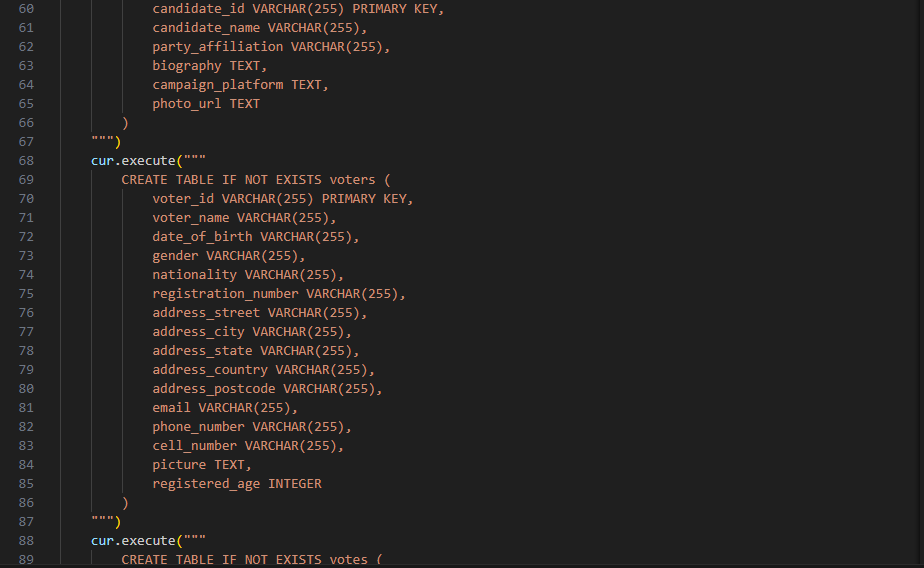 60 candidate_id VARCHAR(255) PRIMARY KEY,
61 candidate_name VARCHAR(255),
62 party_affiliation VARCHAR(255),
63 biography TEXT,
64 campaign_platform TEXT,
65 photo_url TEXT
66 )
67 """)
68 cur.execute("""
69 CREATE TABLE IF NOT EXISTS voters (
70 voter_id VARCHAR(255) PRIMARY KEY,
71 voter_name VARCHAR(255),
72 date_of_birth VARCHAR(255),
73 gender VARCHAR(255),
74 nationality VARCHAR(255),
75 registration_number VARCHAR(255),
76 address_street VARCHAR(255),
77 address_city VARCHAR(255),
78 address_state VARCHAR(255),
79 address_country VARCHAR(255),
80 address_postcode VARCHAR(255),
81 email VARCHAR(255),
82 phone_number VARCHAR(255),
83 cell_number VARCHAR(255),
84 picture TEXT,
85 registered_age INTEGER
86 )
87 """)
88 cur.execute("""
89 CREATE TABLE IF NOT EXISTS votes (